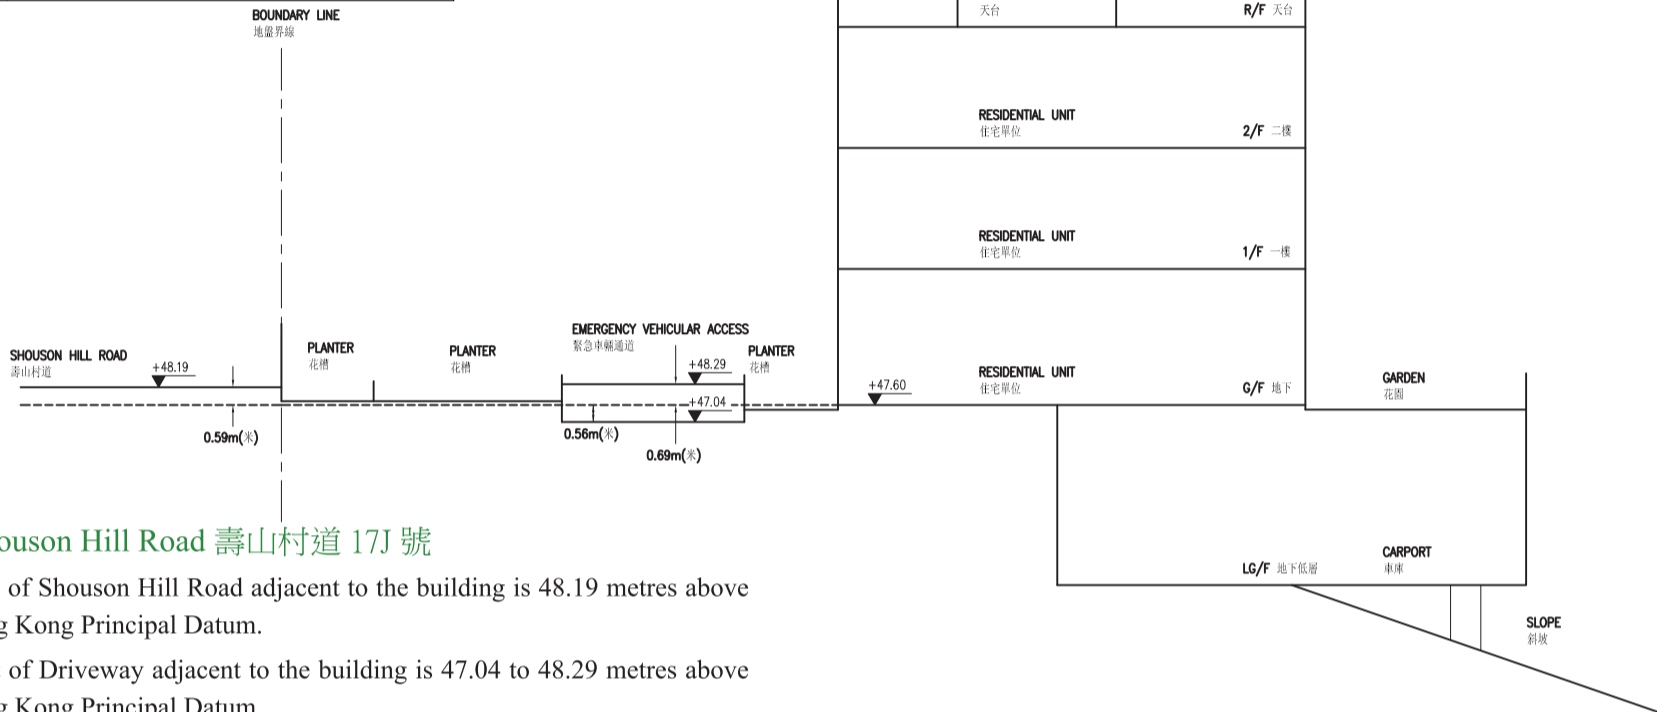 天台
R/F 天台
BOUNDARY LINE
地盤界線
RESIDENTIAL UNIT
住宅單位
2/F 二樓
RESIDENTIAL UNIT
住宅單位
1/F 一樓
SHOUSON HILL ROAD
壽山村道
+48.19
PLANTER
花槽
PLANTER
花槽
EMERGENCY VEHICULAR ACCESS
緊急車輛通道
+48.29
+47.04
PLANTER
花槽
+47.60
RESIDENTIAL UNIT
住宅單位
G/F 地下
GARDEN
花園
0.59m(米)
0.56m(米)
0.69m(米)
LG/F 地下低層
CARPORT
車庫
SLOPE
斜坡
ouson Hill Road 壽山村道 17J 號
of Shouson Hill Road adjacent to the building is 48.19 metres above
g Kong Principal Datum.
of Driveway adjacent to the building is 47.04 to 48.29 metres above
g Kong Principal Datum